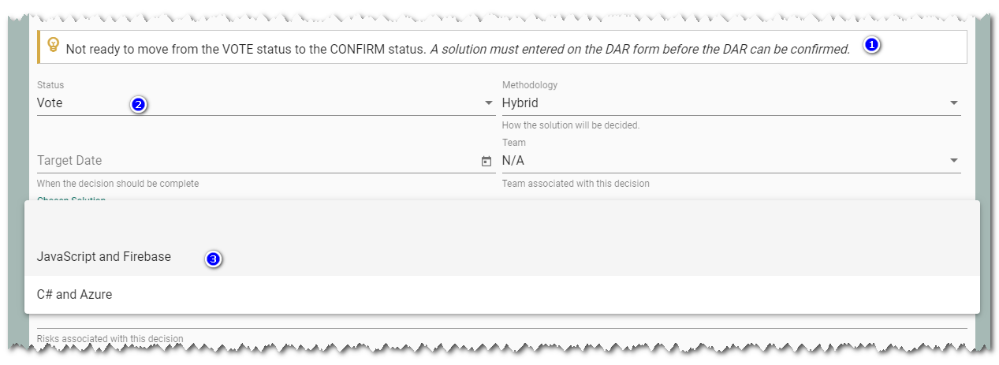 Not ready to move from the VOTE status to the CONFIRM status. A solution must entered on the DAR form before the DAR can be confirmed. 1
Status
Methodology
Vote 2
Hybrid
How the solution will be decided.
Team
Target Date
N/A
When the decision should be complete
Team associated with this decision
Chosen Solution
JavaScript and Firebase 3
C# and Azure
Risks associated with this decision